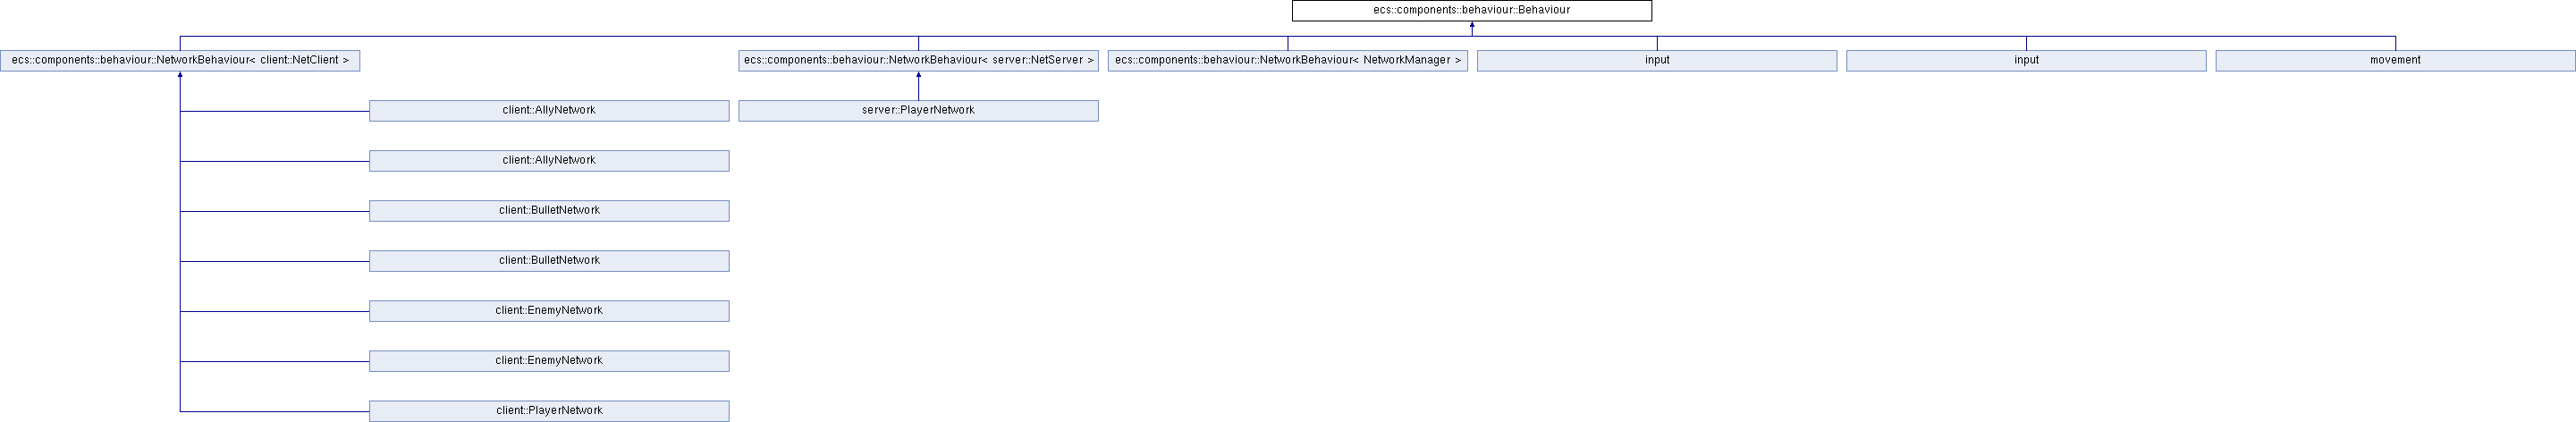 ecs::components::behaviour::Behaviour
ecs::components::behaviour::NetworkBehaviour< client::NetClient >
ecs::components::behaviour::NetworkBehaviour< server::NetServer >
ecs::components::behaviour::NetworkBehaviour< NetworkManager >
input
input
movement
client::AllyNetwork
server::PlayerNetwork
client::AllyNetwork
client::BulletNetwork
client::BulletNetwork
client::EnemyNetwork
client::EnemyNetwork
client::PlayerNetwork